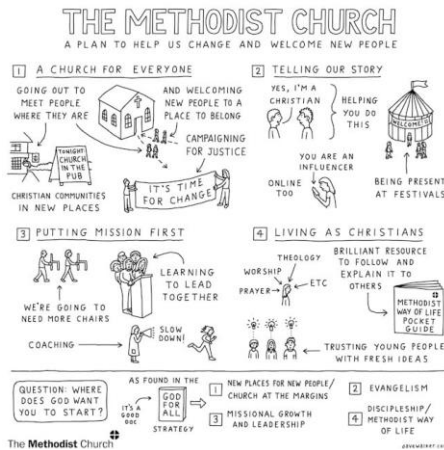 THE METHODIST CHURCH
A PLAN TO HELP US CHANGE AND WELCOME NEW PEOPLE
1 A CHURCH FOR EVERYONE
GOING OUT TO
MEET PEOPLE
WHERE THEY ARE
AND WELCOMING
NEW PEOPLE TO A
PLACE TO BELONG
CAMPAIGNING
FOR JUSTICE
TONIGHT
CHURCH
IN THE
PUB
IT'S TIME
FOR CHANGE
CHRISTIAN COMMUNITIES
IN NEW PLACES
2 TELLING OUR STORY
YES, I'M A
CHRISTIAN
HELPING
YOU DO
THIS
WELCOME
YOU ARE AN
INFLUENCER
ONLINE
TOO
BEING PRESENT
AT FESTIVALS
3 PUTTING MISSION FIRST
LEARNING
TO LEAD
TOGETHER
WE'RE GOING TO
NEED MORE CHAIRS
COACHING
SLOW
DOWN!
4 LIVING AS CHRISTIANS
THEOLOGY
WORSHIP
PRAYER
ETC
BRILLIANT RESOURCE
TO FOLLOW AND
EXPLAIN IT TO
OTHERS
METHODIST
WAY OF LIFE
POCKET
GUIDE
TRUSTING YOUNG PEOPLE
WITH FRESH IDEAS
QUESTION: WHERE
DOES GOD WANT
YOU TO START?
AS FOUND IN THE
IT'S A
GOOD
DOC
GOD
FOR
ALL
STRATEGY
1 NEW PLACES FOR NEW PEOPLE/
CHURCH AT THE MARGINS
2 EVANGELISM
3 MISSIONAL GROWTH
AND LEADERSHIP
4 DISCIPLESHIP/
METHODIST WAY
OF LIFE
The Methodist Church